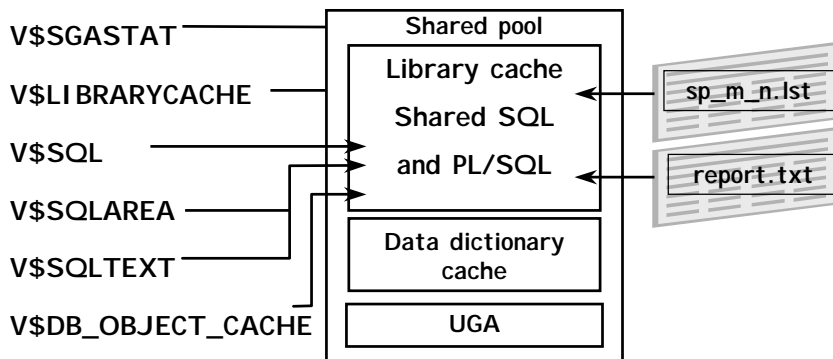 V$SGASTAT
V$LIBRARYCACHE
V$SQL
V$SQLAREA
V$SQLTEXT
V$DB_OBJECT_CACHE
Shared pool
Library cache
Shared SQL
and PL/SQL
Data dictionary
cache
UGA
sp_m_n.lst
report.txt